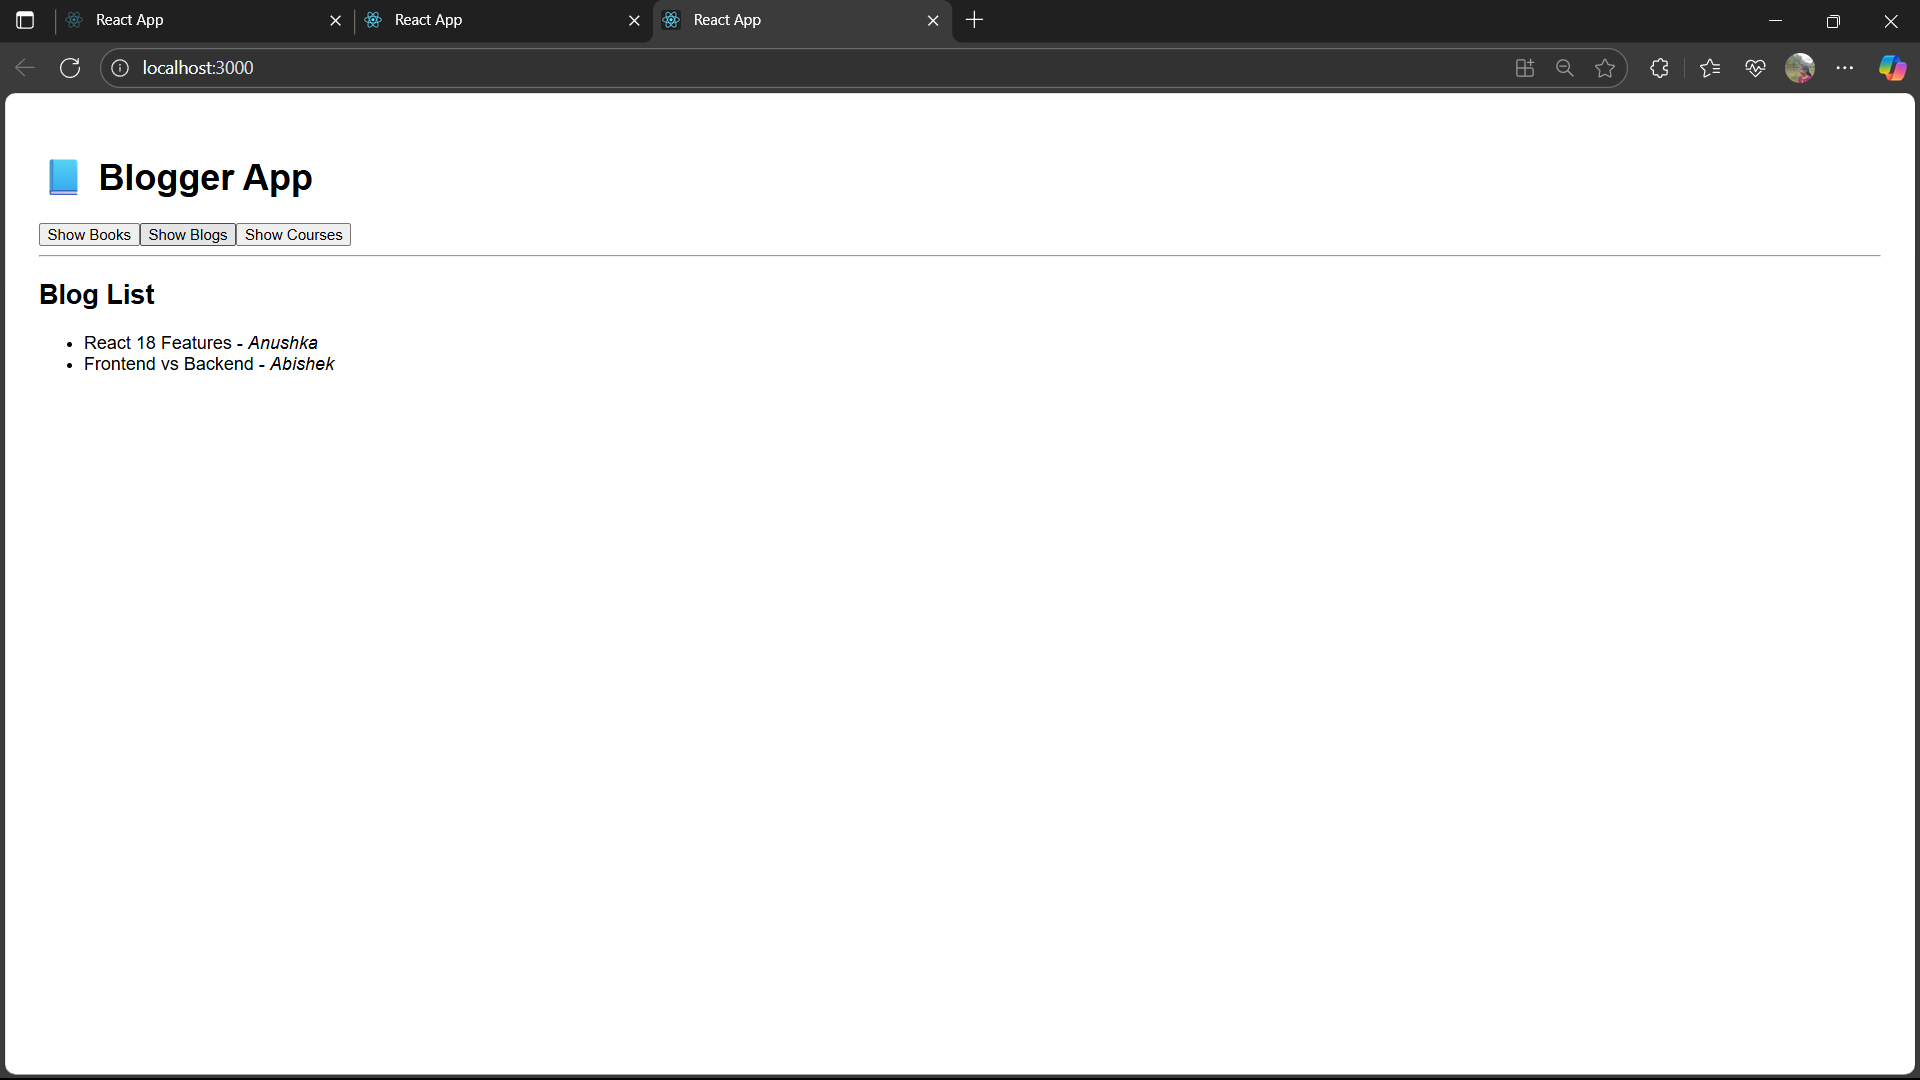 React App
React App
React App
localhost:3000
Blogger App
Show Books Show Blogs Show Courses
Blog List
• React 18 Features - Anushka
• Frontend vs Backend - Abishek